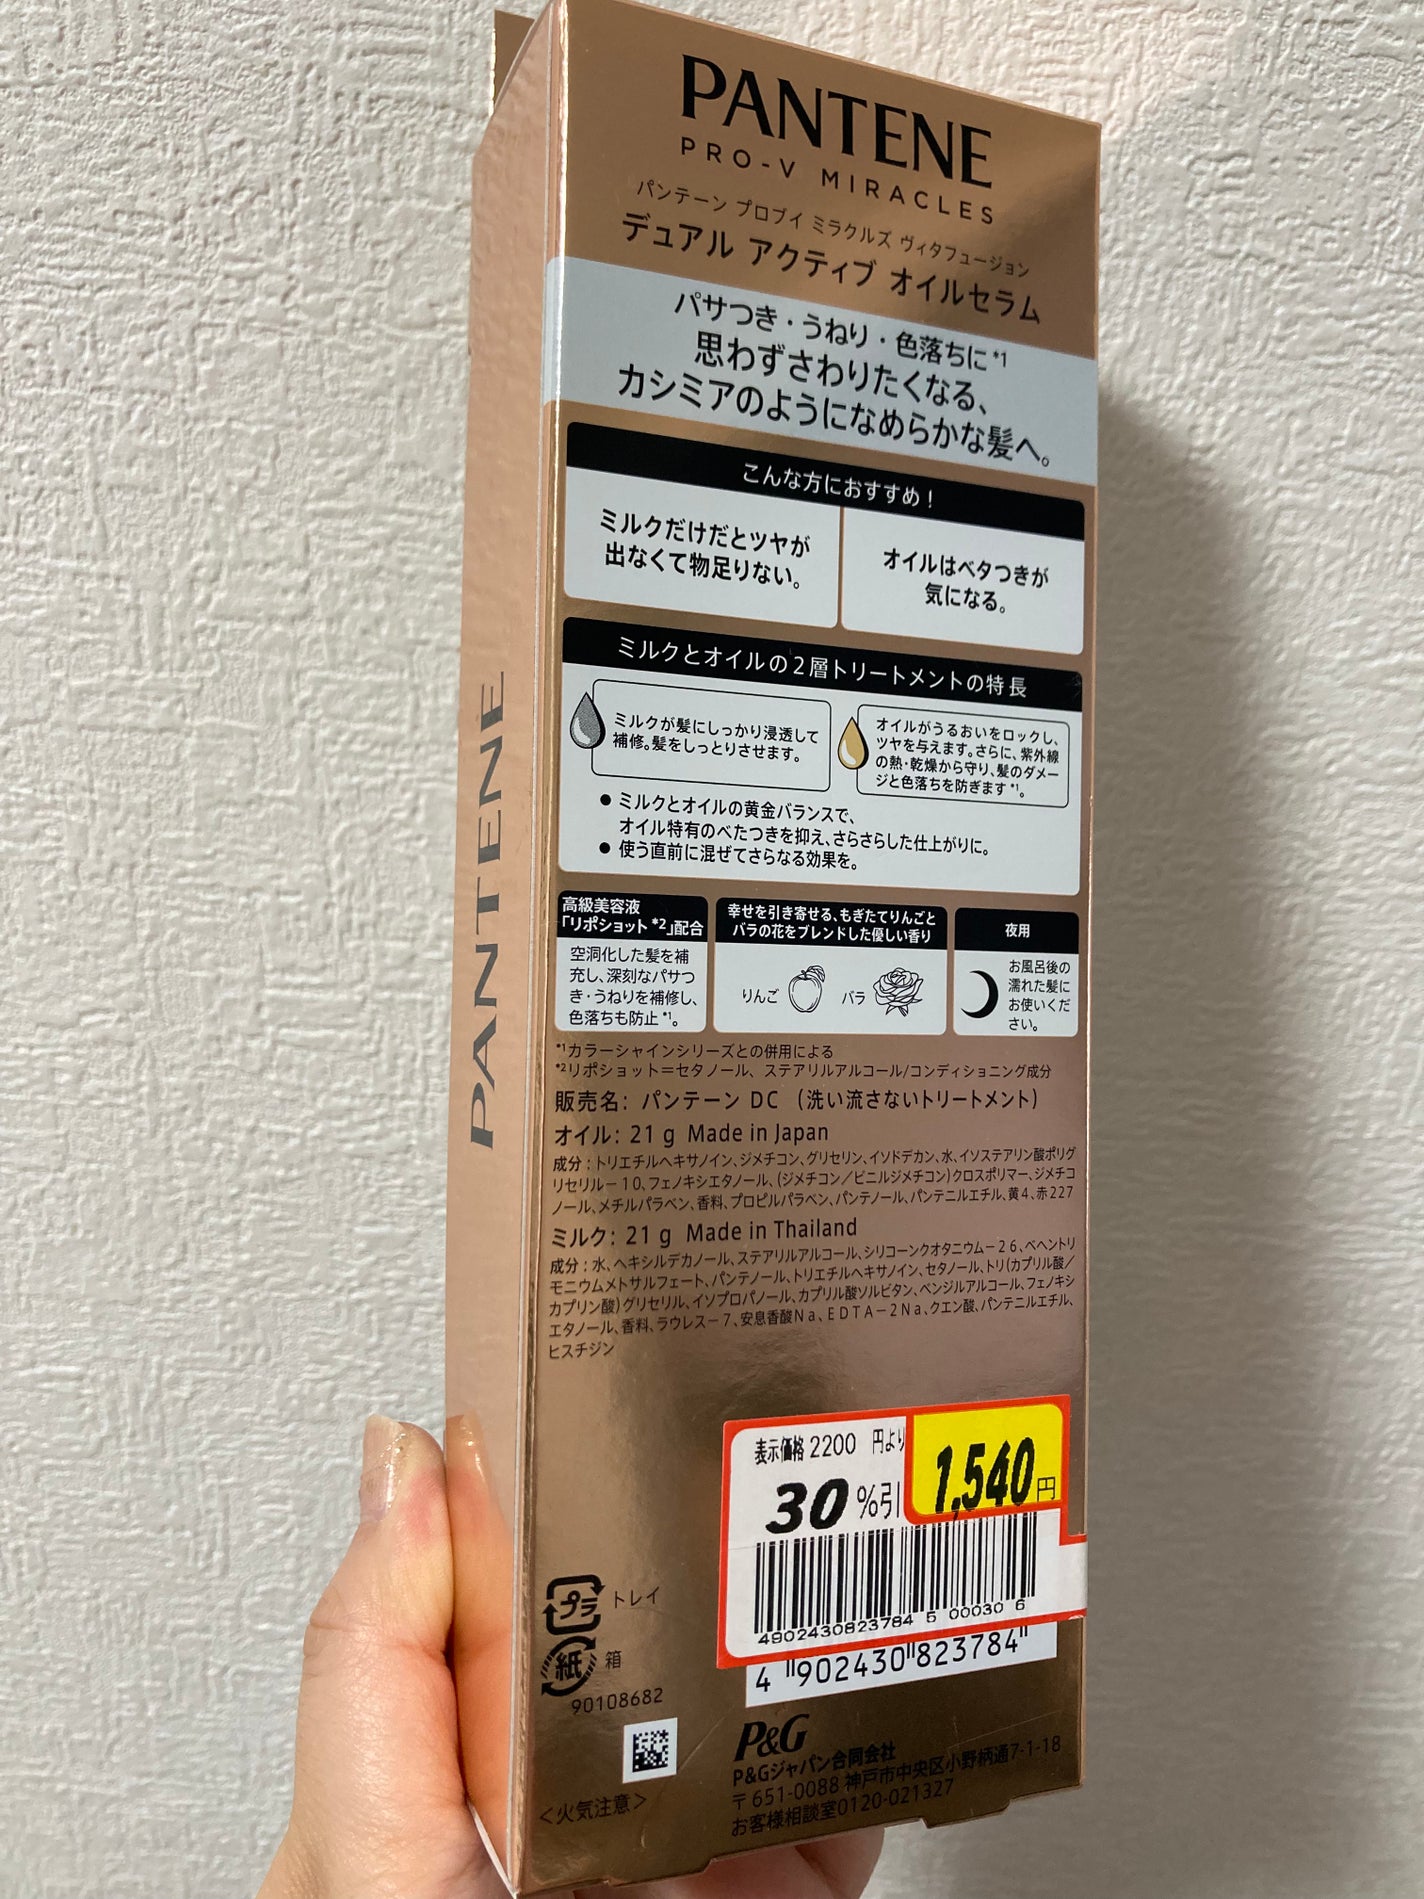 PANTENE
PRO-V MIRACLES
パンテーン プロブイ ミラクルズ ヴィタフュージョン
デュアル アクティブ オイルセラム
パサつき・うねり・色落ちに*1
思わずさわりたくなる、
カシミアのようになめらかな髪へ。
こんな方におすすめ！
ミルクだけだとツヤが
出なくて物足りない。
オイルはベタつきが
気になる。
ミルクとオイルの2層トリートメントの特長
ミルクが髪にしっかり浸透して
補修。髪をしっとりさせます。
オイルがうるおいをロックし、
ツヤを与えます。さらに、紫外線
の熱・乾燥から守り、髪のダメー
ジと色落ちを防ぎます*1。
● ミルクとオイルの黄金バランスで、
オイル特有のべたつきを抑え、さらさらした仕上がりに。
● 使う直前に混ぜてさらなる効果を。
高級美容液
「リポショット*2」配合
空洞化した髪を補
充し、深刻なパサつ
き・うねりを補修し、
色落ちも防止*1。
幸せを引き寄せる、もぎたてりんごと
バラの花をブレンドした優しい香り
りんご
バラ
夜用
お風呂後の
濡れた髪に
お使いくだ
さい。
*1カラーシャインシリーズとの併用による
*2リポショット＝セタノール、ステアリルアルコール/コンディショニング成分
販売名: パンテーン DC （洗い流さないトリートメント）
オイル: 21 g Made in Japan
成分：トリエチルヘキサノイン、ジメチコン、グリセリン、イソドデカン、水、イソステアリン酸ポリグ
リセリル－10、フェノキシエタノール、(ジメチコン／ビニルジメチコン)クロスポリマー、ジメチコ
ノール、メチルパラベン、香料、プロピルパラベン、パンテノール、パンテニルエチル、黄4、赤227
ミルク: 21 g Made in Thailand
成分：水、ヘキシルデカノール、ステアリルアルコール、シリコーンクオタニウム－26、ベヘントリ
モニウムメトサルフェート、パンテノール、トリエチルヘキサノイン、セタノール、トリ(カプリル酸／
カプリン酸)グリセリル、イソプロパノール、カプリル酸ソルビタン、ベンジルアルコール、フェノキシ
エタノール、香料、ラウレス－7、安息香酸Na、EDTA－2Na、クエン酸、パンテニルエチル、
ヒスチジン
PANTENE
表示価格 2200 円より
30 %引
1,540円
4902430823784 5 00030 6
4 902430 823784
プラ トレイ
紙 箱
90108682
<火気注意>
P&G
P&Gジャパン合同会社
〒651-0088 神戸市中央区小野柄通7-1-18
お客様相談室0120-021327